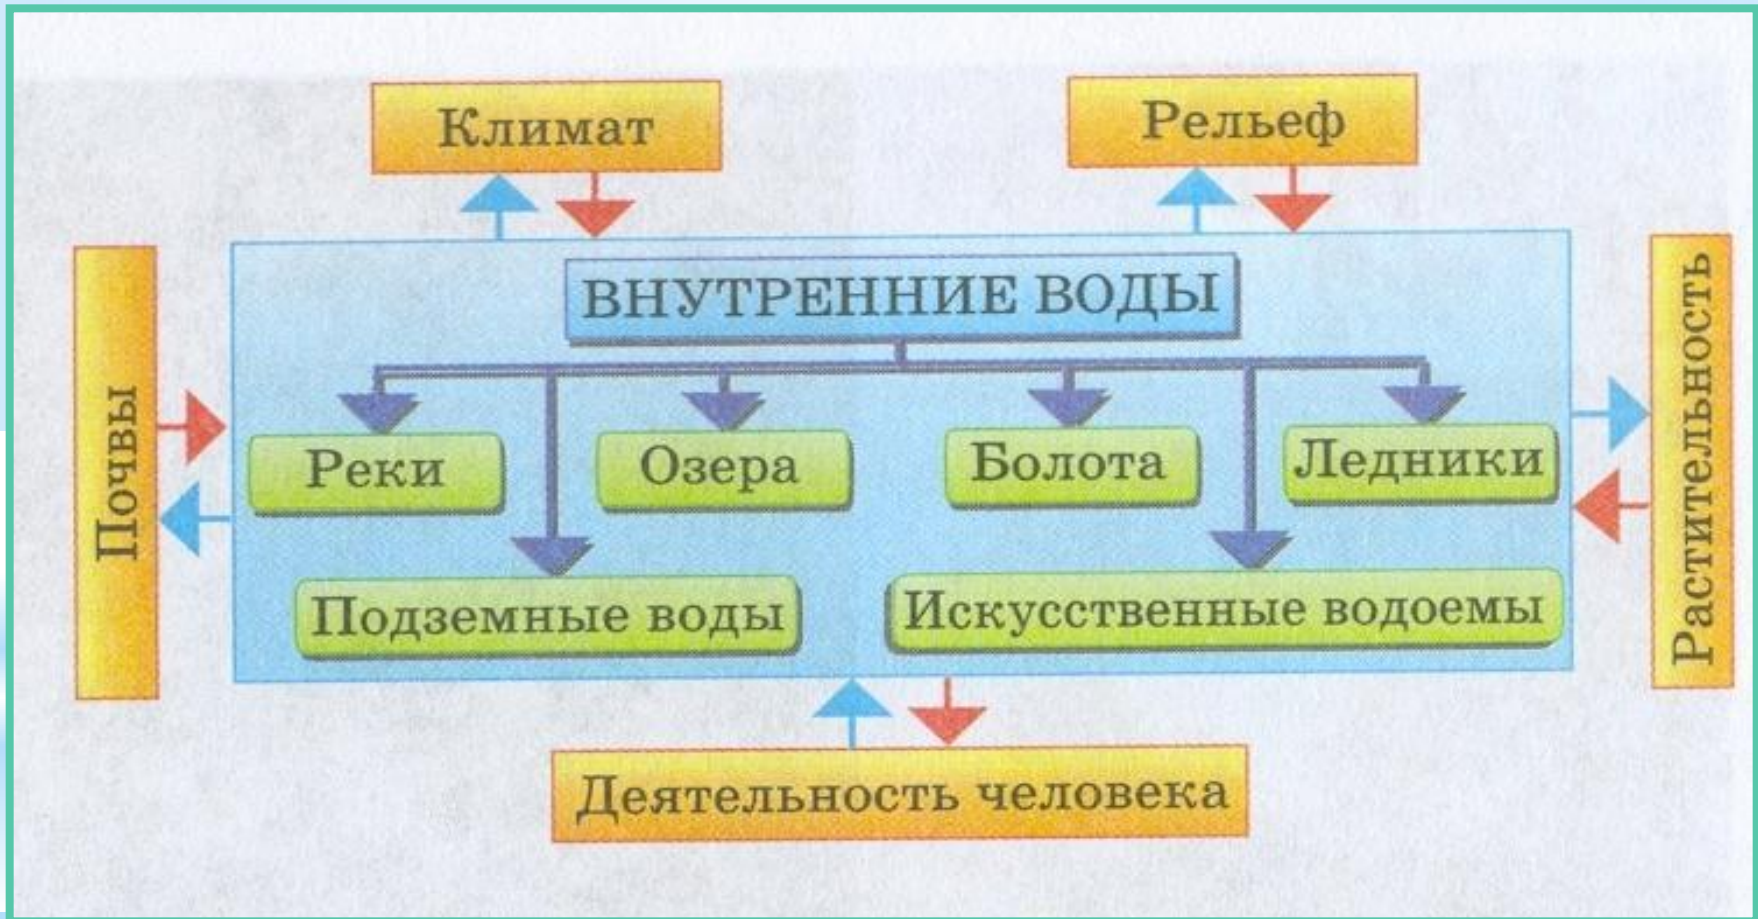 Климат
Рельеф
Почвы
ВНУТРЕННИЕ ВОДЫ
Растительность
Реки
Озера
Болота
Ледники
Подземные воды
Искусственные водоемы
Деятельность человека